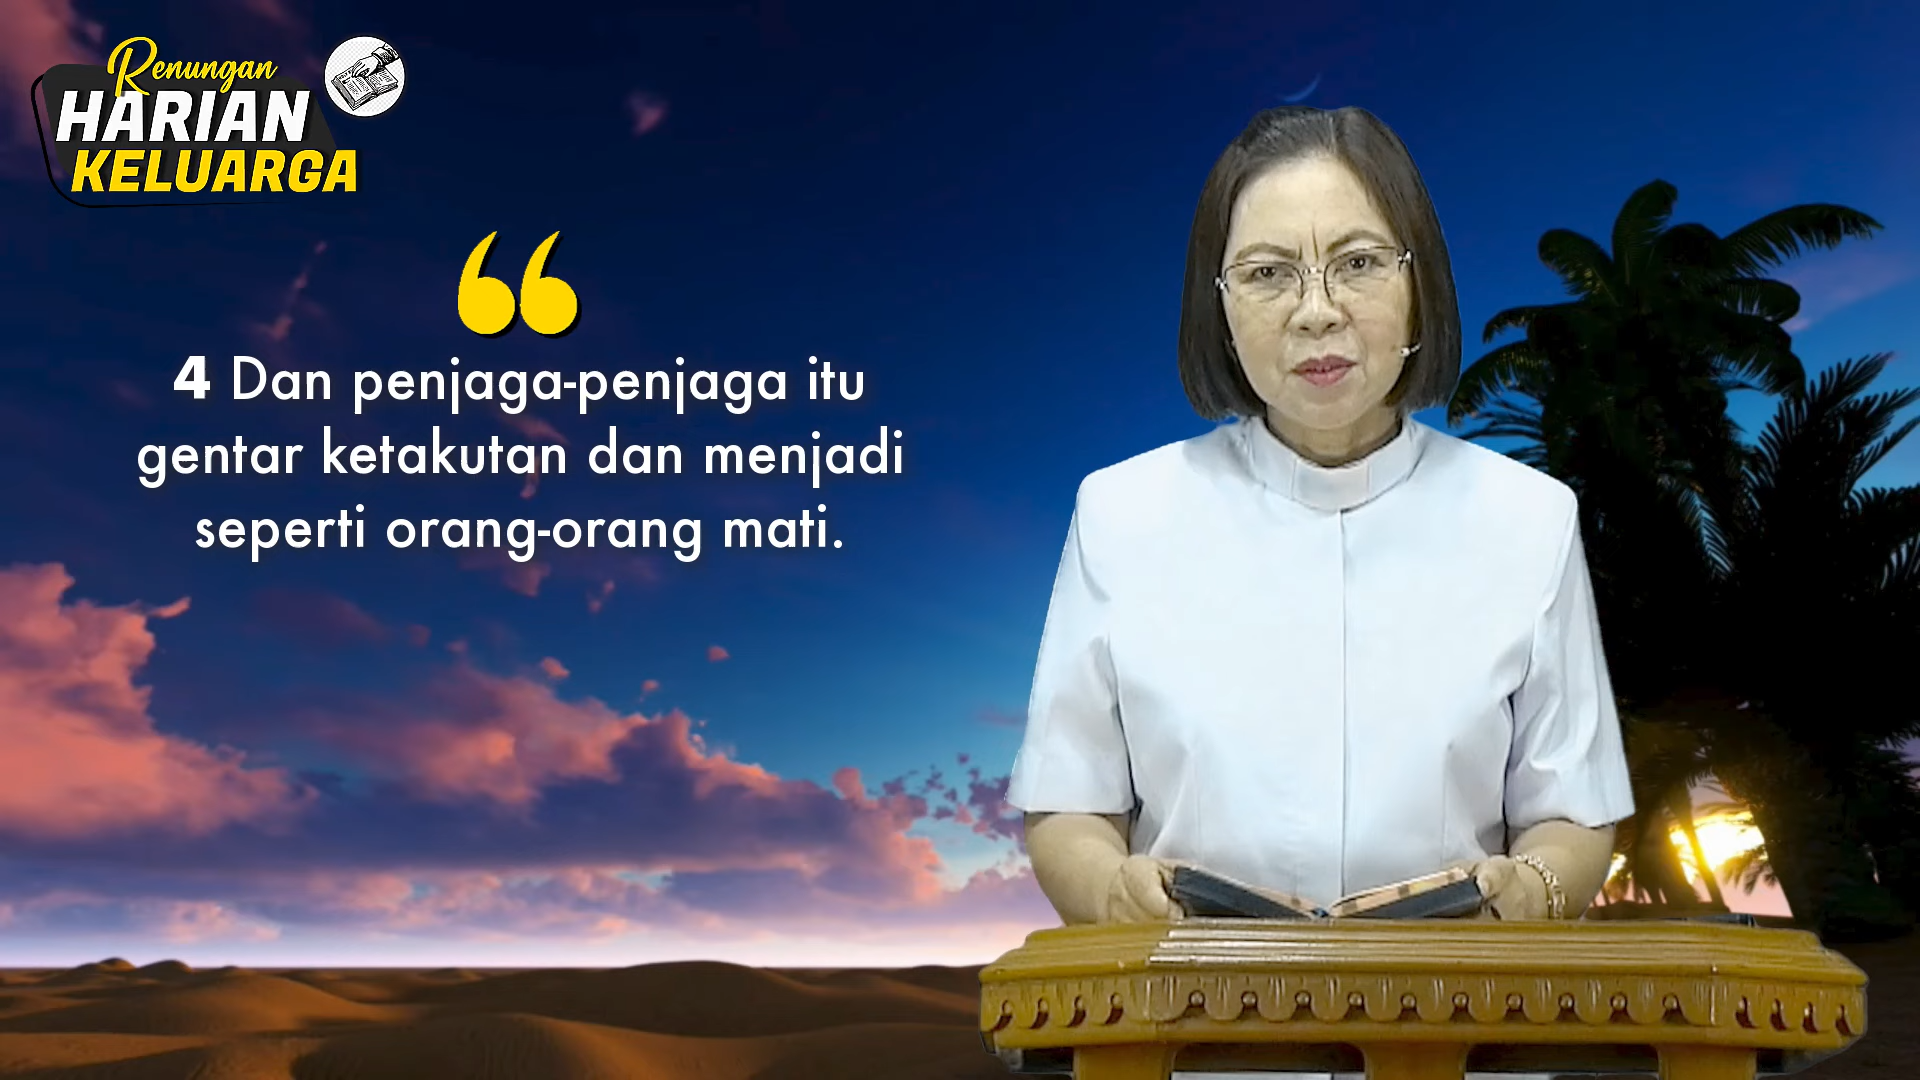 Renungan
HARIAN
KELUARGA
4 Dan penjaga-penjaga itu
gentar ketakutan dan menjadi
seperti orang-orang mati.